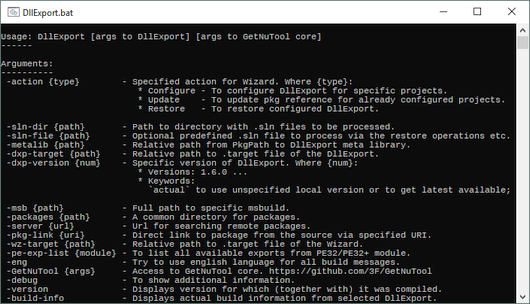 DllExport.bat
Usage: DllExport [args to DllExport] [args to GetNuTool core]
------
Arguments:
----------
-action {type} - Specified action for Wizard. Where {type}:
* Configure - To configure DllExport for specific projects.
* Update - To update pkg reference for already configured projects.
* Restore - To restore configured DllExport.
-sln-dir {path} - Path to directory with .sln files to be processed.
-sln-file {path} - Optional predefined .sln file to process via the restore operations etc.
-metalib {path} - Relative path from PkgPath to DllExport meta library.
-dxp-target {path} - Relative path to .target file of the DllExport.
-dxp-version {num} - Specific version of DllExport. Where {num}:
* Versions: 1.6.0 ...
* Keywords:
`actual` to use unspecified local version or to get latest available;
-msb {path} - Full path to specific msbuild.
-packages {path} - A common directory for packages.
-server {url} - Url for searching remote packages.
-pkg-link {uri} - Direct link to package from the source via specified URI.
-wz-target {path} - Relative path to .target file of the Wizard.
-pe-exp-list {module} - To list all available exports from PE32/PE32+ module.
-eng - Try to use english language for all build messages.
-GetNuTool {args} - Access to GetNuTool core. https://github.com/3F/GetNuTool
-debug - To show additional information.
-version - Displays version for which (together with) it was compiled.
-build-info - Displays actual build information from selected DllExport.